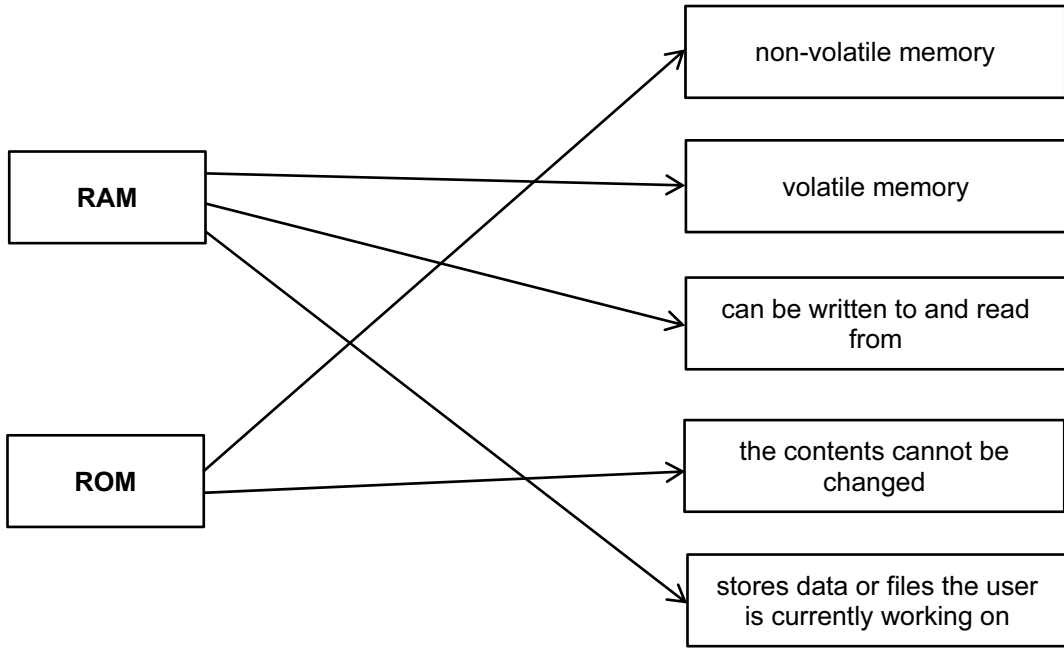 non-volatile memory
RAM
volatile memory
can be written to and read
from
ROM
the contents cannot be
changed
stores data or files the user
is currently working on